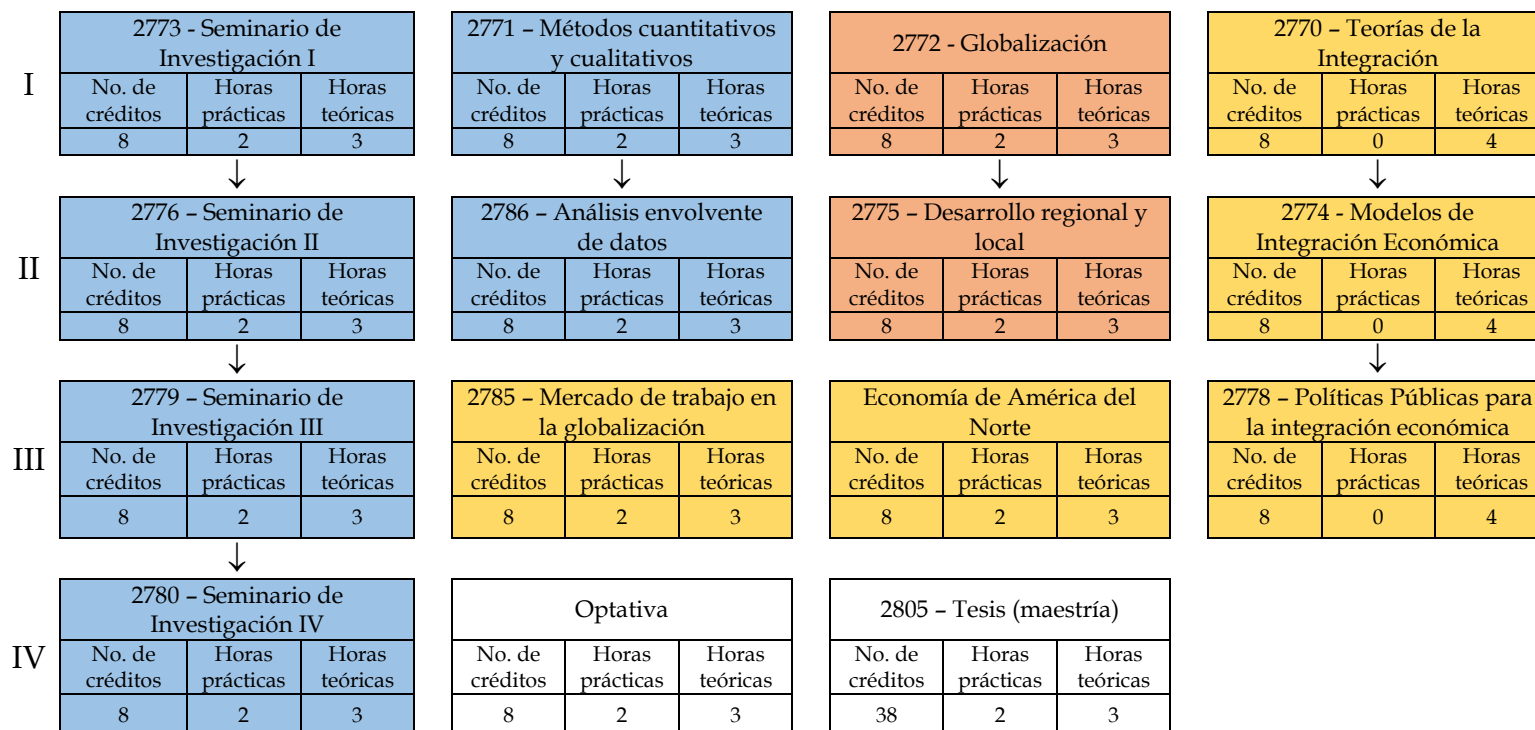 I
2773 - Seminario de
Investigación I
No. de créditos Horas prácticas Horas teóricas
8 2 3
2771 – Métodos cuantitativos
y cualitativos
No. de créditos Horas prácticas Horas teóricas
8 2 3
2772 - Globalización
No. de créditos Horas prácticas Horas teóricas
8 2 3
2770 – Teorías de la
Integración
No. de créditos Horas prácticas Horas teóricas
8 0 4
↓ ↓ ↓ ↓
II
2776 – Seminario de
Investigación II
No. de créditos Horas prácticas Horas teóricas
8 2 3
2786 – Análisis envolvente
de datos
No. de créditos Horas prácticas Horas teóricas
8 2 3
2775 – Desarrollo regional y
local
No. de créditos Horas prácticas Horas teóricas
8 2 3
2774 - Modelos de
Integración Económica
No. de créditos Horas prácticas Horas teóricas
8 0 4
↓ ↓
III
2779 – Seminario de
Investigación III
No. de créditos Horas prácticas Horas teóricas
8 2 3
2785 – Mercado de trabajo en
la globalización
No. de créditos Horas prácticas Horas teóricas
8 2 3
Economía de América del
Norte
No. de créditos Horas prácticas Horas teóricas
8 2 3
2778 – Políticas Públicas para
la integración económica
No. de créditos Horas prácticas Horas teóricas
8 0 4
↓
IV
2780 – Seminario de
Investigación IV
No. de créditos Horas prácticas Horas teóricas
8 2 3
Optativa
No. de créditos Horas prácticas Horas teóricas
8 2 3
2805 – Tesis (maestría)
No. de créditos Horas prácticas Horas teóricas
38 2 3